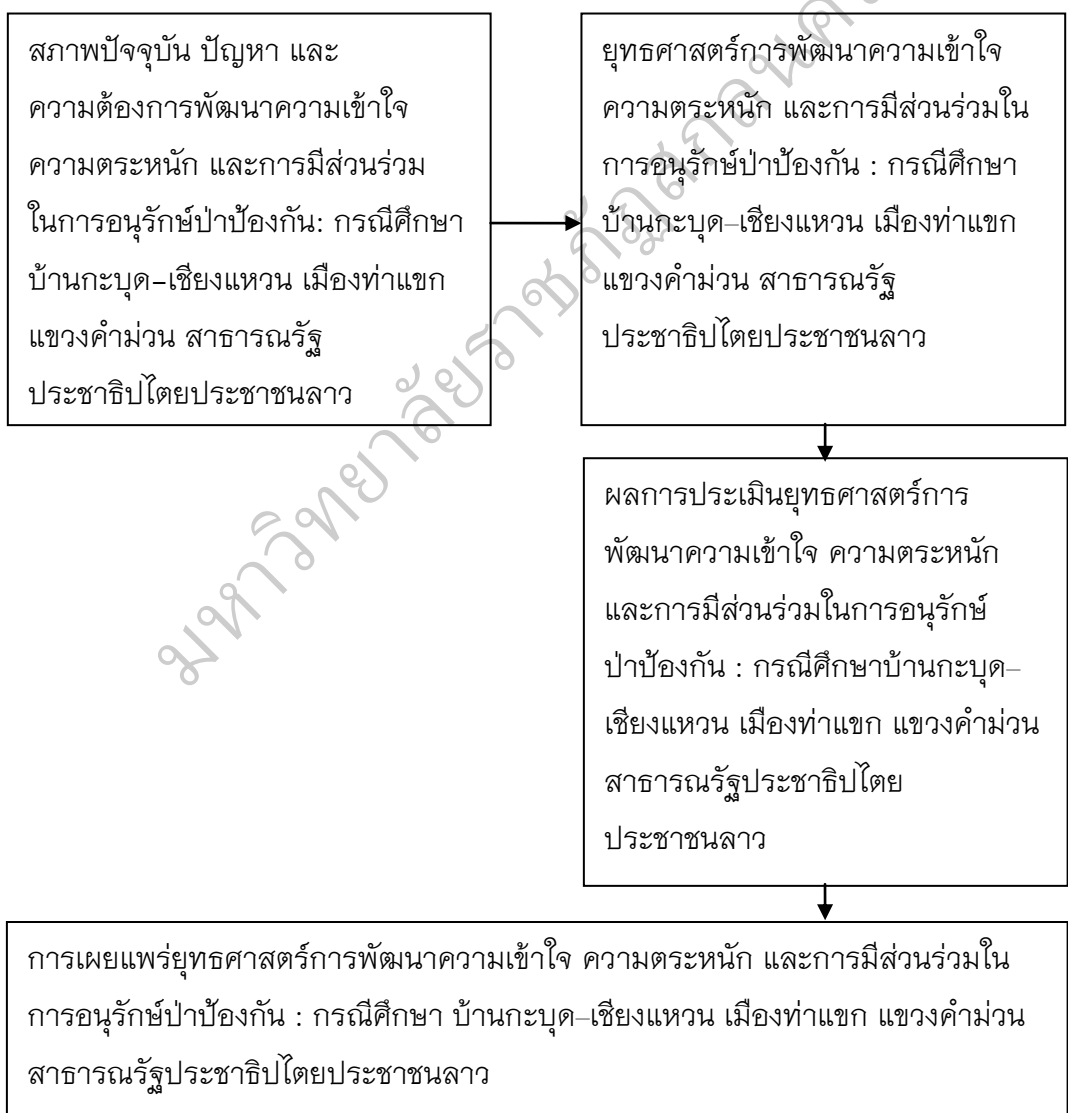 สภาพปัจจุบัน ปัญหา และ
ความต้องการพัฒนาความเข้าใจ
ความตระหนัก และการมีส่วนร่วม
ในการอนุรักษ์ป่าป้องกัน: กรณีศึกษา
บ้านกะบุด–เชียงแหวน เมืองท่าแขก
แขวงคำม่วน สาธารณรัฐ
ประชาธิปไตยประชาชนลาว
ยุทธศาสตร์การพัฒนาความเข้าใจ
ความตระหนัก และการมีส่วนร่วมใน
การอนุรักษ์ป่าป้องกัน : กรณีศึกษา
บ้านกะบุด–เชียงแหวน เมืองท่าแขก
แขวงคำม่วน สาธารณรัฐ
ประชาธิปไตยประชาชนลาว
ผลการประเมินยุทธศาสตร์การ
พัฒนาความเข้าใจ ความตระหนัก
และการมีส่วนร่วมในการอนุรักษ์
ป่าป้องกัน : กรณีศึกษาบ้านกะบุด–
เชียงแหวน เมืองท่าแขก แขวงคำม่วน
สาธารณรัฐประชาธิปไตย
ประชาชนลาว
การเผยแพร่ยุทธศาสตร์การพัฒนาความเข้าใจ ความตระหนัก และการมีส่วนร่วมใน
การอนุรักษ์ป่าป้องกัน : กรณีศึกษา บ้านกะบุด–เชียงแหวน เมืองท่าแขก แขวงคำม่วน
สาธารณรัฐประชาธิปไตยประชาชนลาว
มหาวิทยาลัยราชภัฏสกลนคร